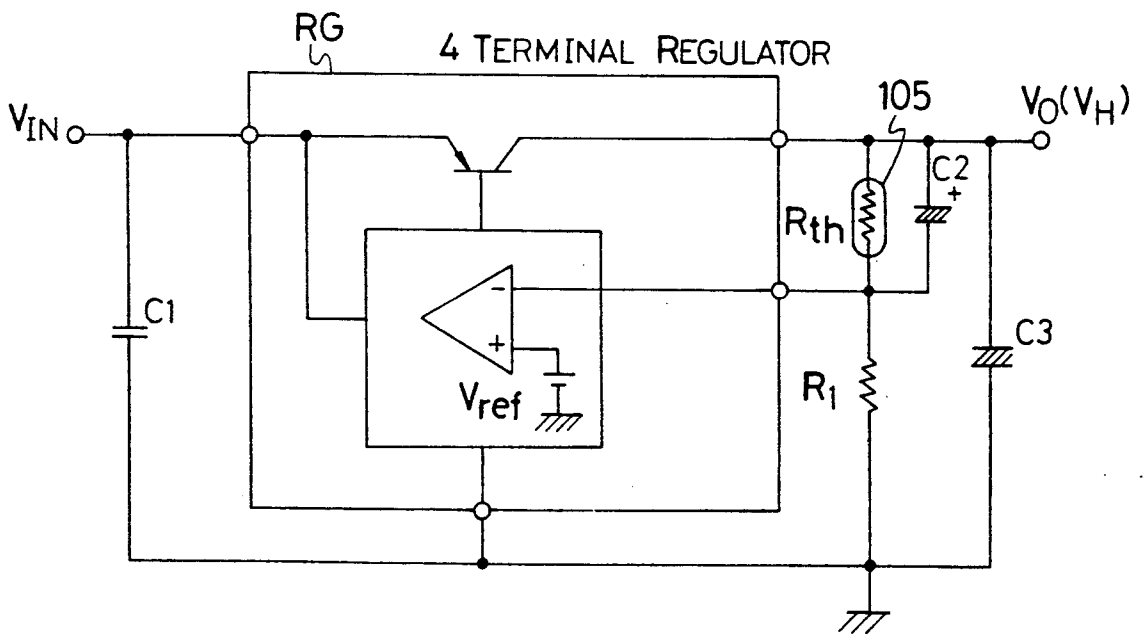 RG
4 TERMINAL REGULATOR
105
VIN
VO(VH)
C2
+
Rth
-
C1
+
C3
Vref
R1